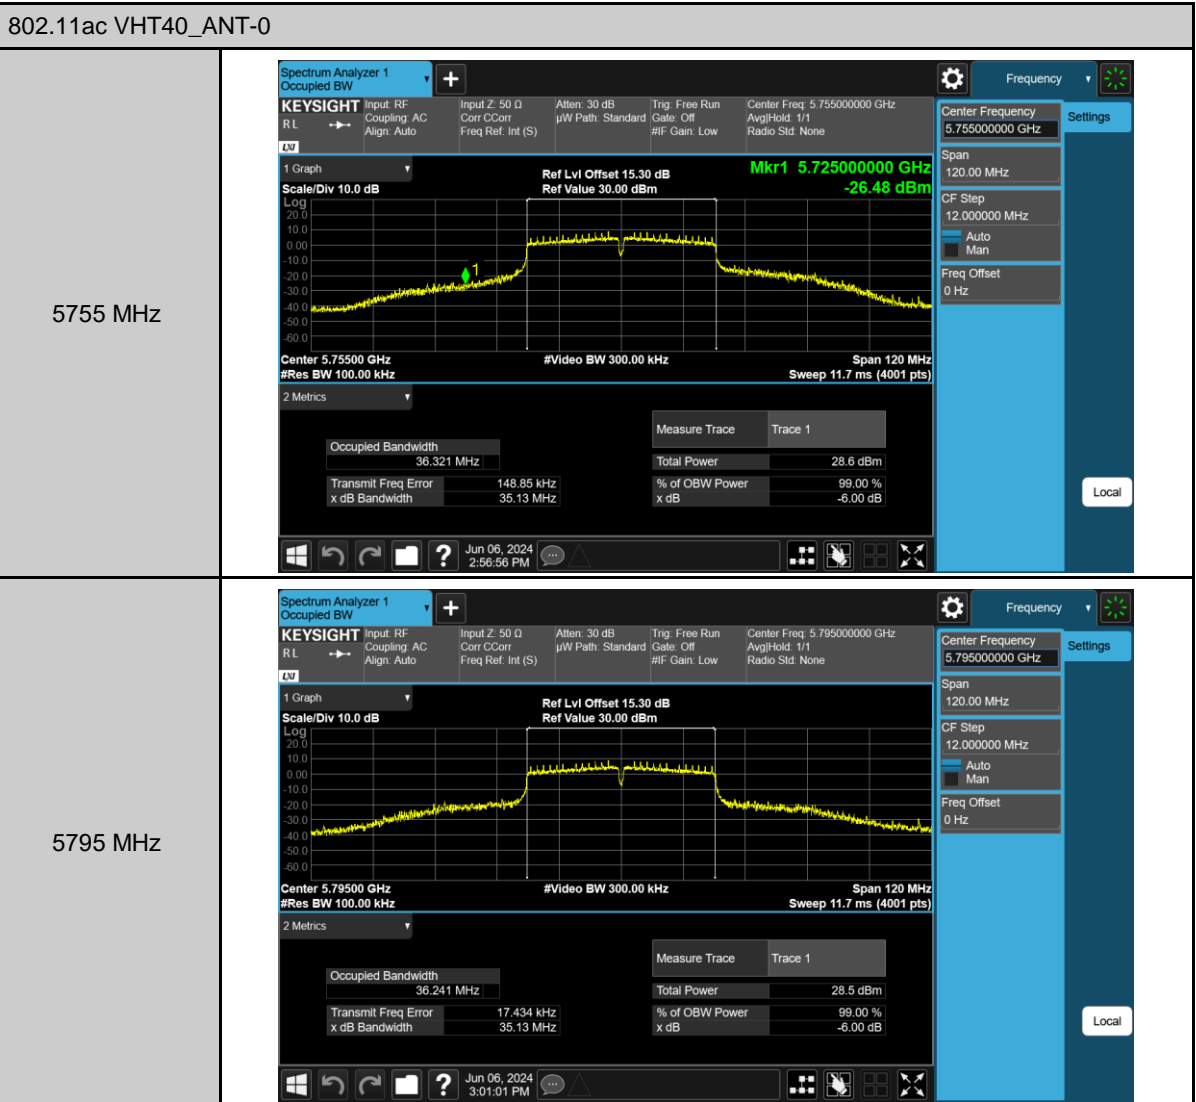 802.11ac VHT40_ANT-0
5755 MHz
Spectrum Analyzer 1
Occupied BW
+
Frequency
KEYSIGHT
R L
LXI
Input: RF
Coupling: AC
Align: Auto
Input Z: 50 Ω
Corr CCorr
Freq Ref: Int (S)
Atten: 30 dB
µW Path: Standard
Trig: Free Run
Gate: Off
#IF Gain: Low
Center Freq: 5.755000000 GHz
Avg|Hold: 1/1
Radio Std: None
Center Frequency
5.755000000 GHz
Settings
Span
120.00 MHz
CF Step
12.000000 MHz
Auto
Man
Freq Offset
0 Hz
Local
1 Graph
Scale/Div 10.0 dB
Ref Lvl Offset 15.30 dB
Ref Value 30.00 dBm
Mkr1 5.725000000 GHz
-26.48 dBm
Log
20.0
10.0
0.00
-10.0
-20.0
-30.0
-40.0
-50.0
-60.0
1
Center 5.75500 GHz
#Video BW 300.00 kHz
Span 120 MHz
#Res BW 100.00 kHz
Sweep 11.7 ms (4001 pts)
2 Metrics
Measure Trace Trace 1
Occupied Bandwidth
36.321 MHz
Total Power 28.6 dBm
Transmit Freq Error 148.85 kHz
% of OBW Power 99.00 %
x dB Bandwidth 35.13 MHz
x dB -6.00 dB
?
Jun 06, 2024
2:56:56 PM
5795 MHz
Spectrum Analyzer 1
Occupied BW
+
Frequency
KEYSIGHT
R L
LXI
Input: RF
Coupling: AC
Align: Auto
Input Z: 50 Ω
Corr CCorr
Freq Ref: Int (S)
Atten: 30 dB
µW Path: Standard
Trig: Free Run
Gate: Off
#IF Gain: Low
Center Freq: 5.795000000 GHz
Avg|Hold: 1/1
Radio Std: None
Center Frequency
5.795000000 GHz
Settings
Span
120.00 MHz
CF Step
12.000000 MHz
Auto
Man
Freq Offset
0 Hz
Local
1 Graph
Scale/Div 10.0 dB
Ref Lvl Offset 15.30 dB
Ref Value 30.00 dBm
Log
20.0
10.0
0.00
-10.0
-20.0
-30.0
-40.0
-50.0
-60.0
Center 5.79500 GHz
#Video BW 300.00 kHz
Span 120 MHz
#Res BW 100.00 kHz
Sweep 11.7 ms (4001 pts)
2 Metrics
Measure Trace Trace 1
Occupied Bandwidth
36.241 MHz
Total Power 28.5 dBm
Transmit Freq Error 17.434 kHz
% of OBW Power 99.00 %
x dB Bandwidth 35.13 MHz
x dB -6.00 dB
?
Jun 06, 2024
3:01:01 PM